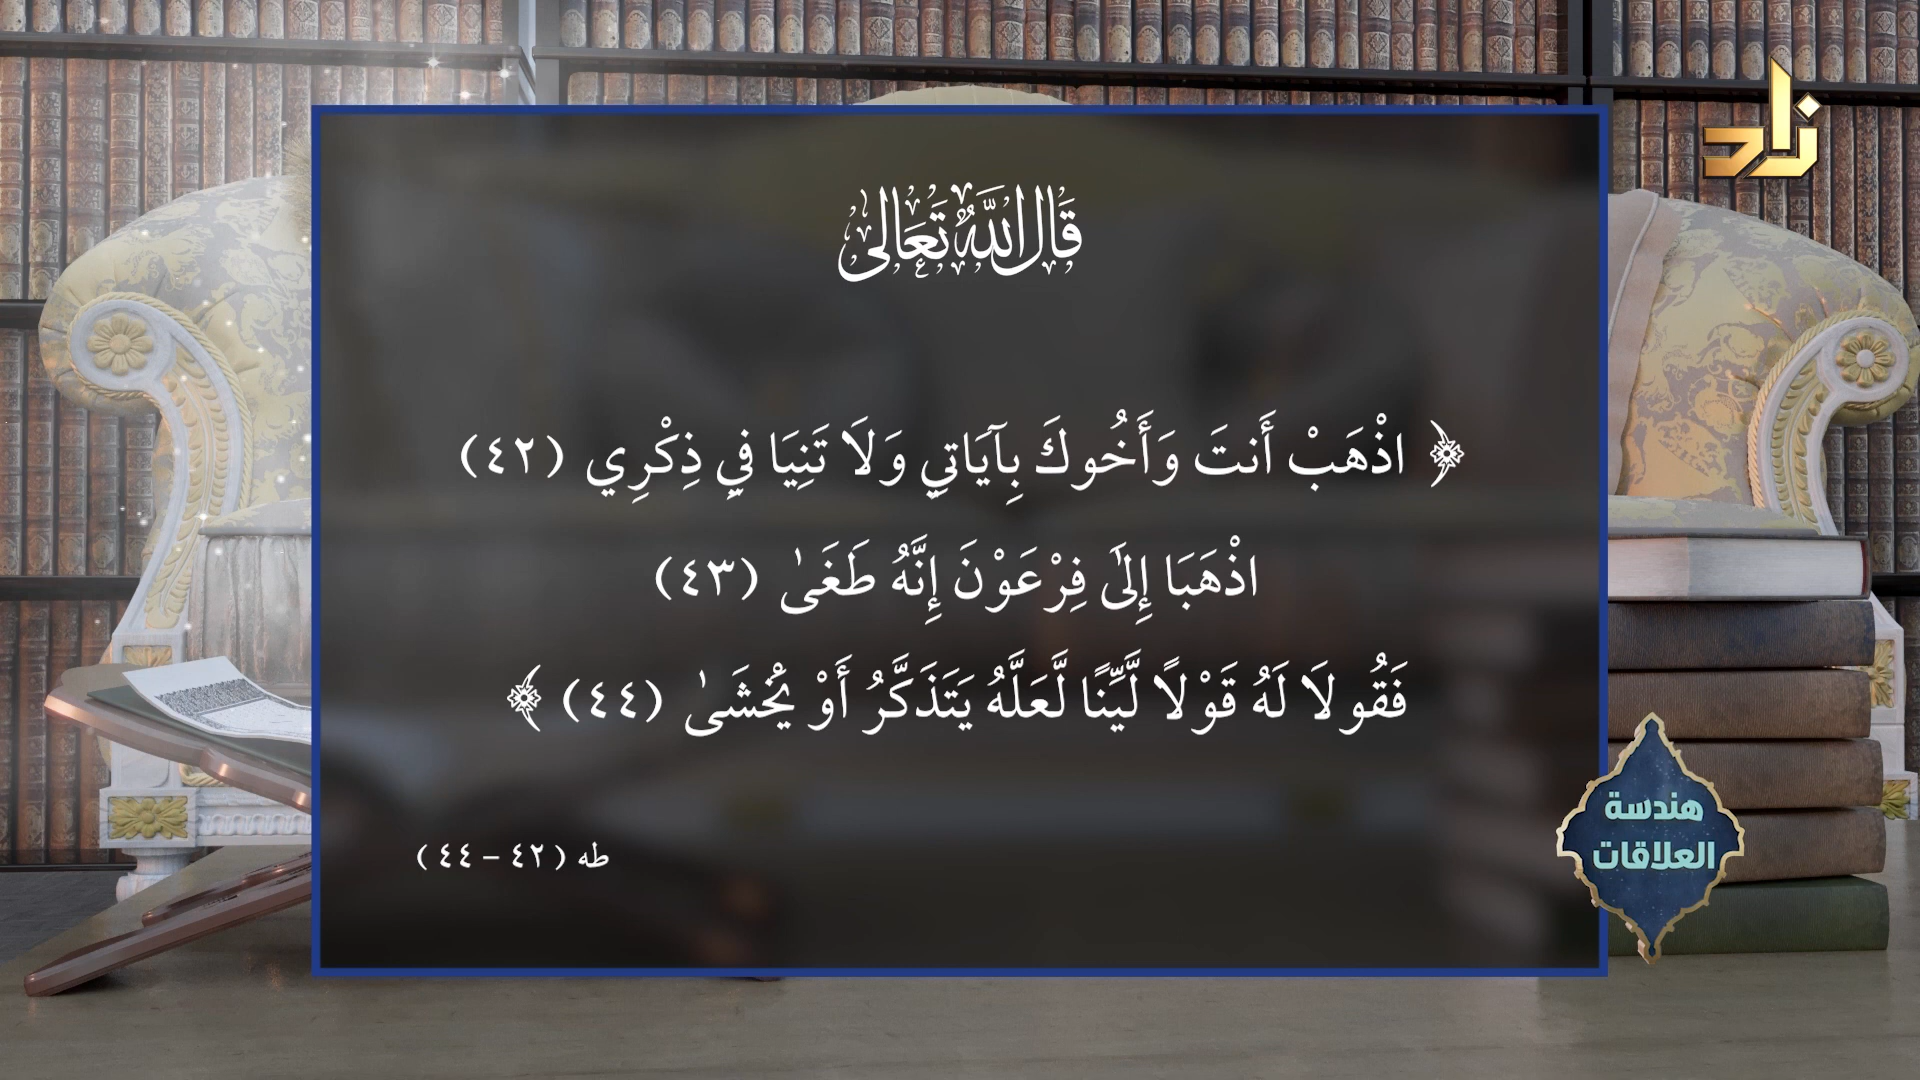 زاد
قَالَ اللَّهُ تَعَالَى
﴿ اذْهَبْ أَنتَ وَأَخُوكَ بِآيَاتِي وَلَا تَنِيَا فِي ذِكْرِي (٤٢)
اذْهَبَا إِلَىٰ فِرْعَوْنَ إِنَّهُ طَغَىٰ (٤٣)
فَقُولَا لَهُ قَوْلًا لَّيِّنًا لَّعَلَّهُ يَتَذَكَّرُ أَوْ يَخْشَىٰ (٤٤) ﴾
طه ( ٤٢ – ٤٤ )
هندسة
العلاقات